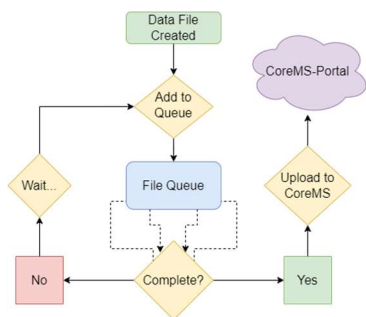 Data File
Created
CoreMS-Portal
Add to
Queue
Wait...
File Queue
Upload to
CoreMS
No
Complete?
Yes